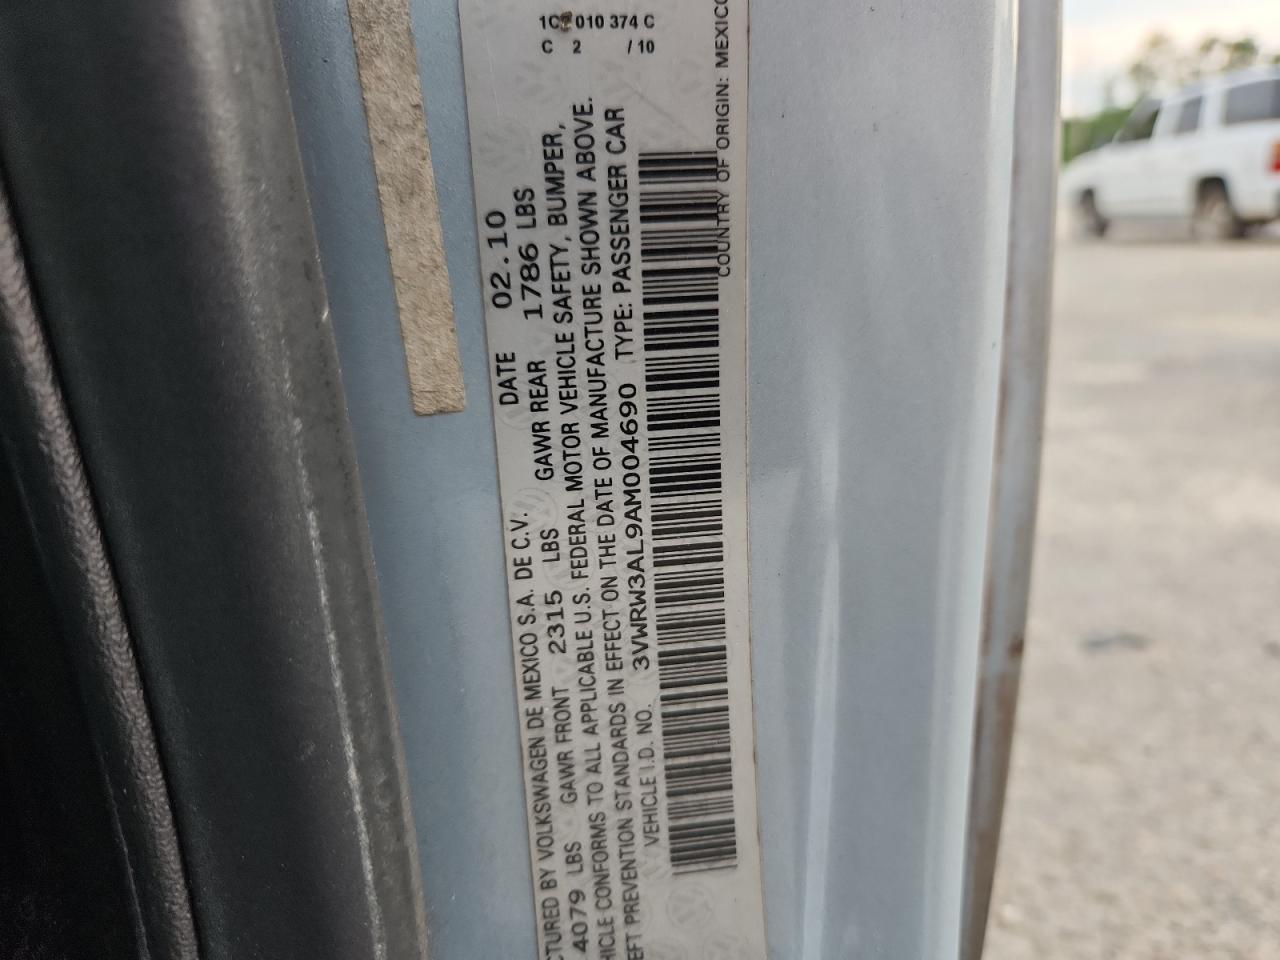 1C 010 374 C
C 2 /10
DATE 02.10
CTURED BY VOLKSWAGEN DE MEXICO S.A. DE C.V.
4079 LBS GAWR FRONT 2315 LBS GAWR REAR 1786 LBS
HICLE CONFORMS TO ALL APPLICABLE U.S. FEDERAL MOTOR VEHICLE SAFETY, BUMPER,
EFT PREVENTION STANDARDS IN EFFECT ON THE DATE OF MANUFACTURE SHOWN ABOVE.
VEHICLE I.D. NO. 3VWRW3AL9AM004690 TYPE: PASSENGER CAR
COUNTRY OF ORIGIN: MEXICO